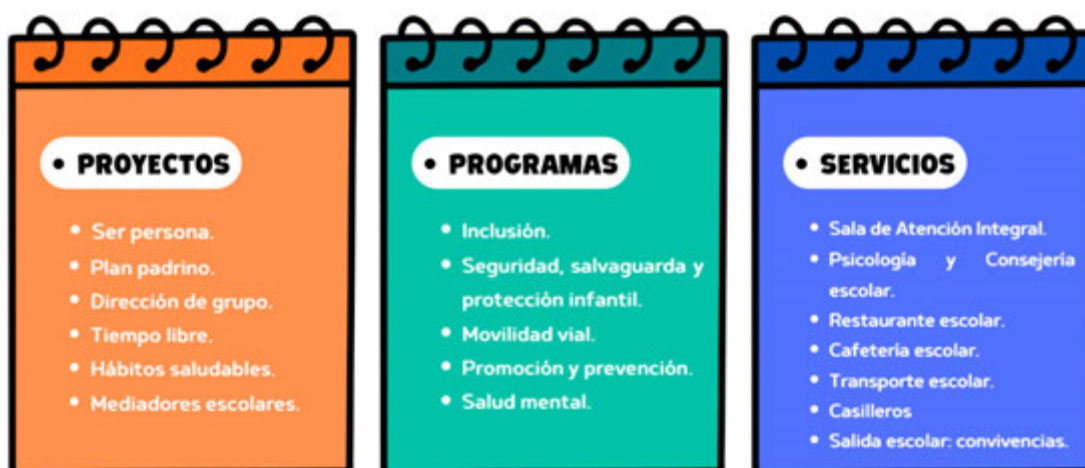 • PROYECTOS
• Ser persona.
• Plan padrino.
• Dirección de grupo.
• Tiempo libre.
• Hábitos saludables.
• Mediadores escolares.
• PROGRAMAS
• Inclusión.
• Seguridad, salvaguarda y
protección infantil.
• Movilidad vial.
• Promoción y prevención.
• Salud mental.
• SERVICIOS
• Sala de Atención Integral.
• Psicología y Consejería
escolar.
• Restaurante escolar.
• Cafetería escolar.
• Transporte escolar.
• Casilleros
• Salida escolar: convivencias.